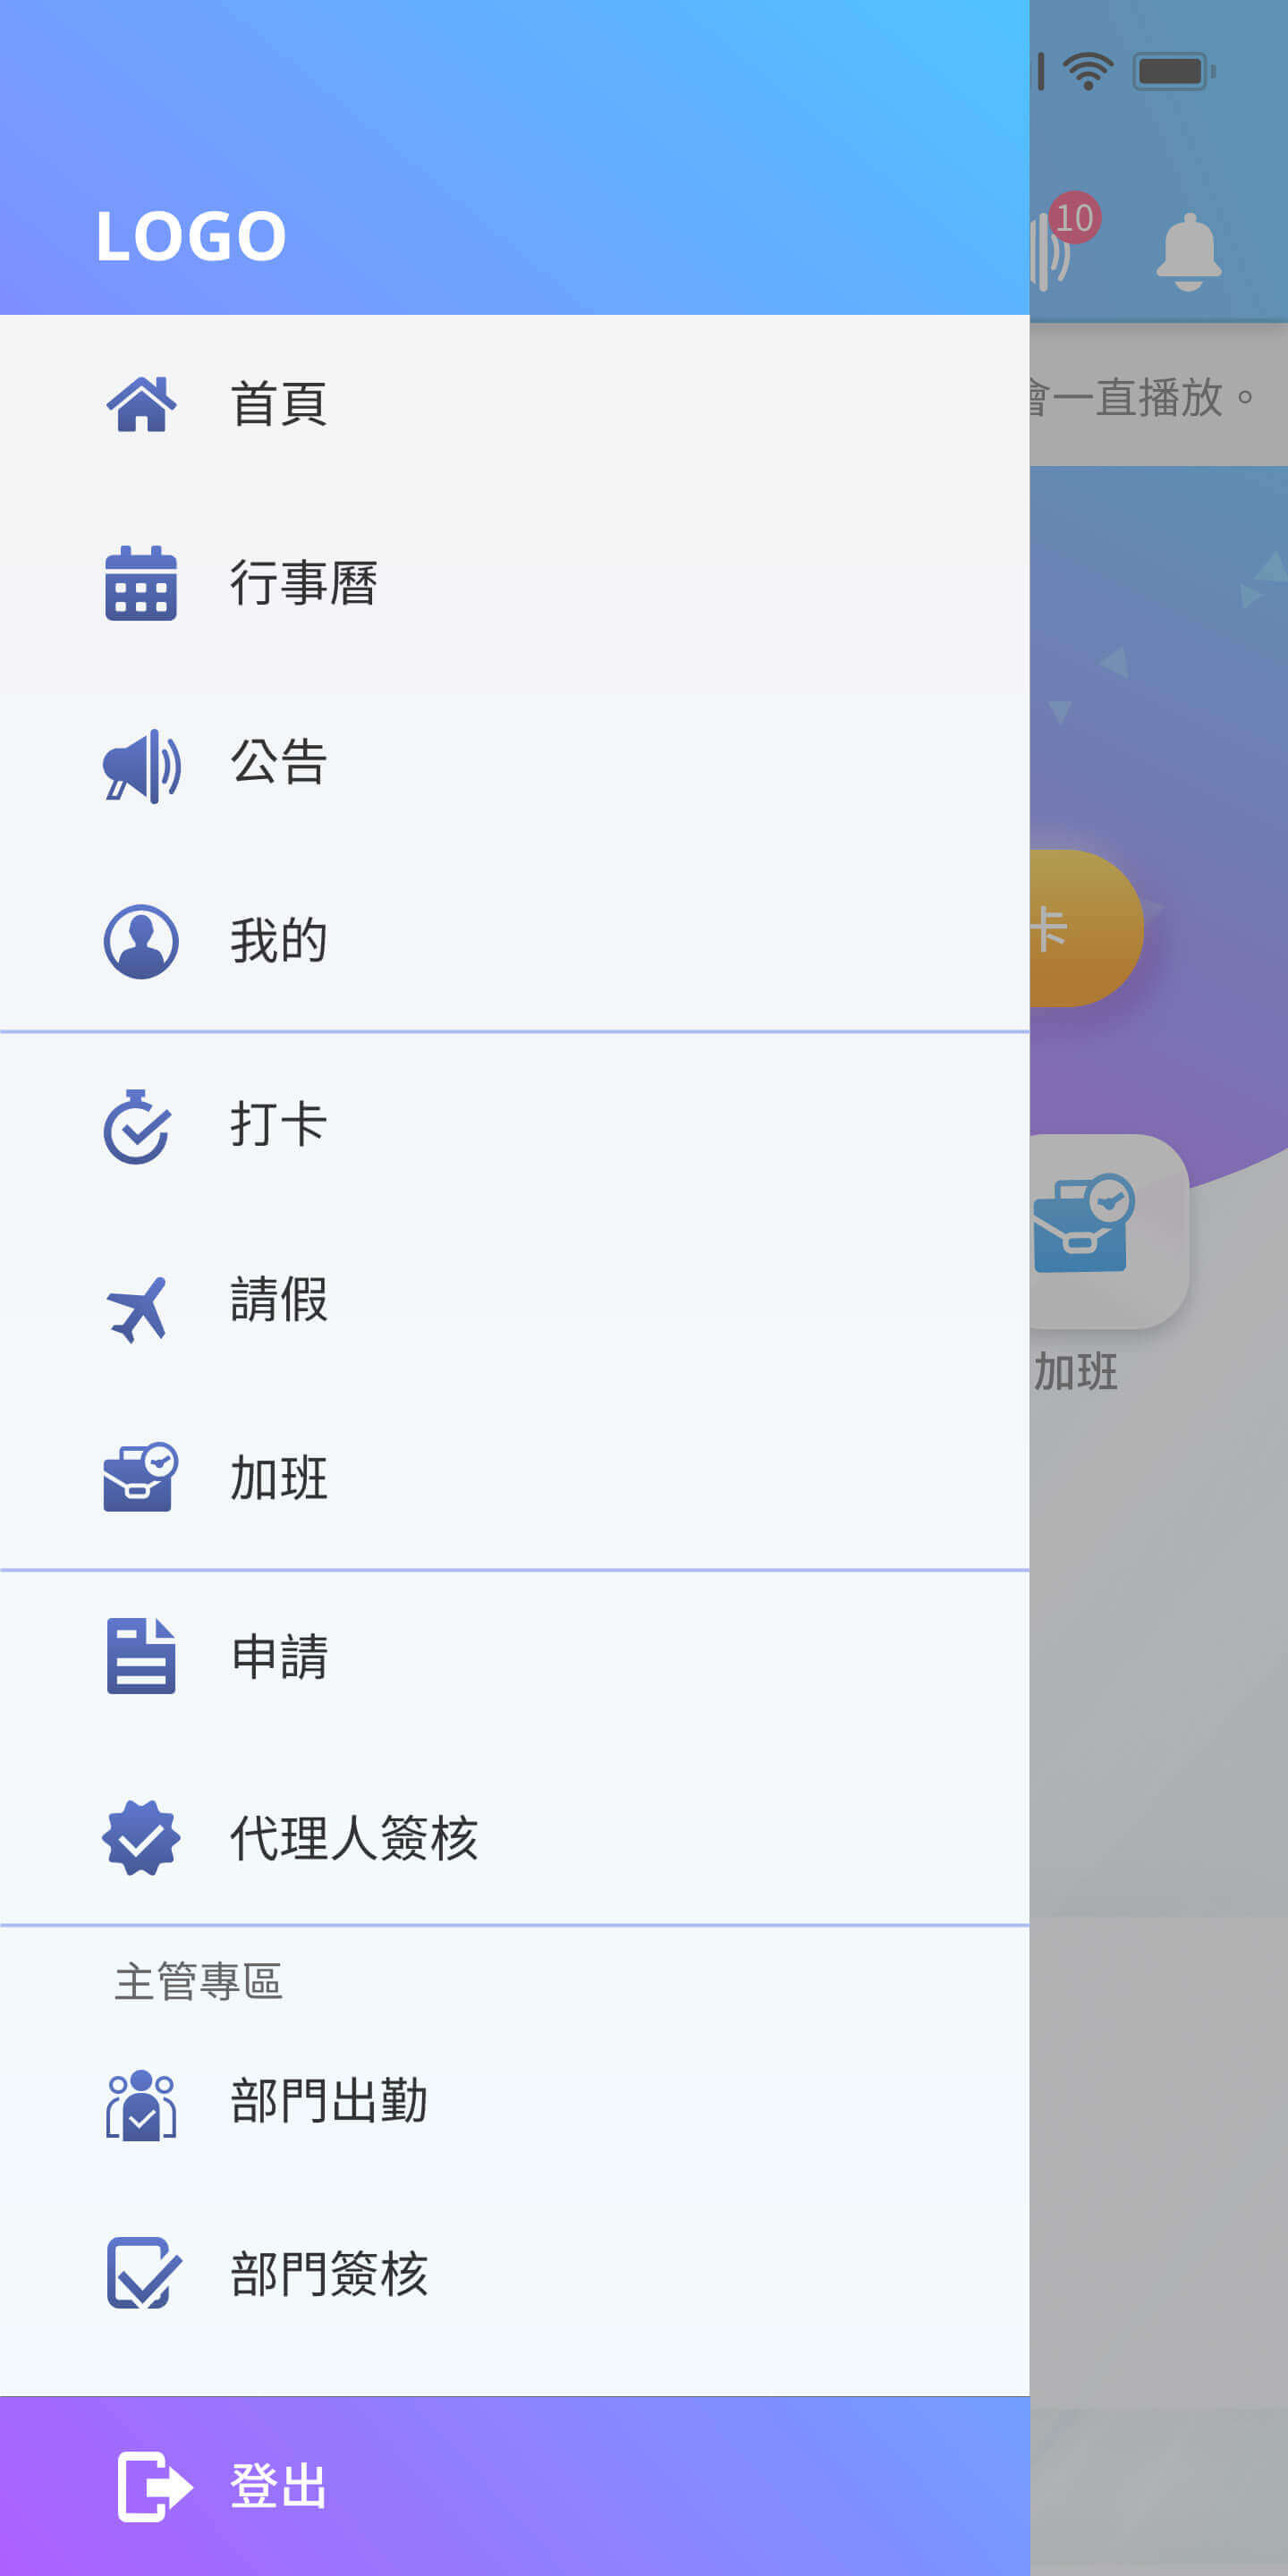 LOGO
10
首頁
會一直播放。
行事曆
公告
我的
卡
打卡
請假
加班
加班
申請
代理人簽核
主管專區
部門出勤
部門簽核
登出